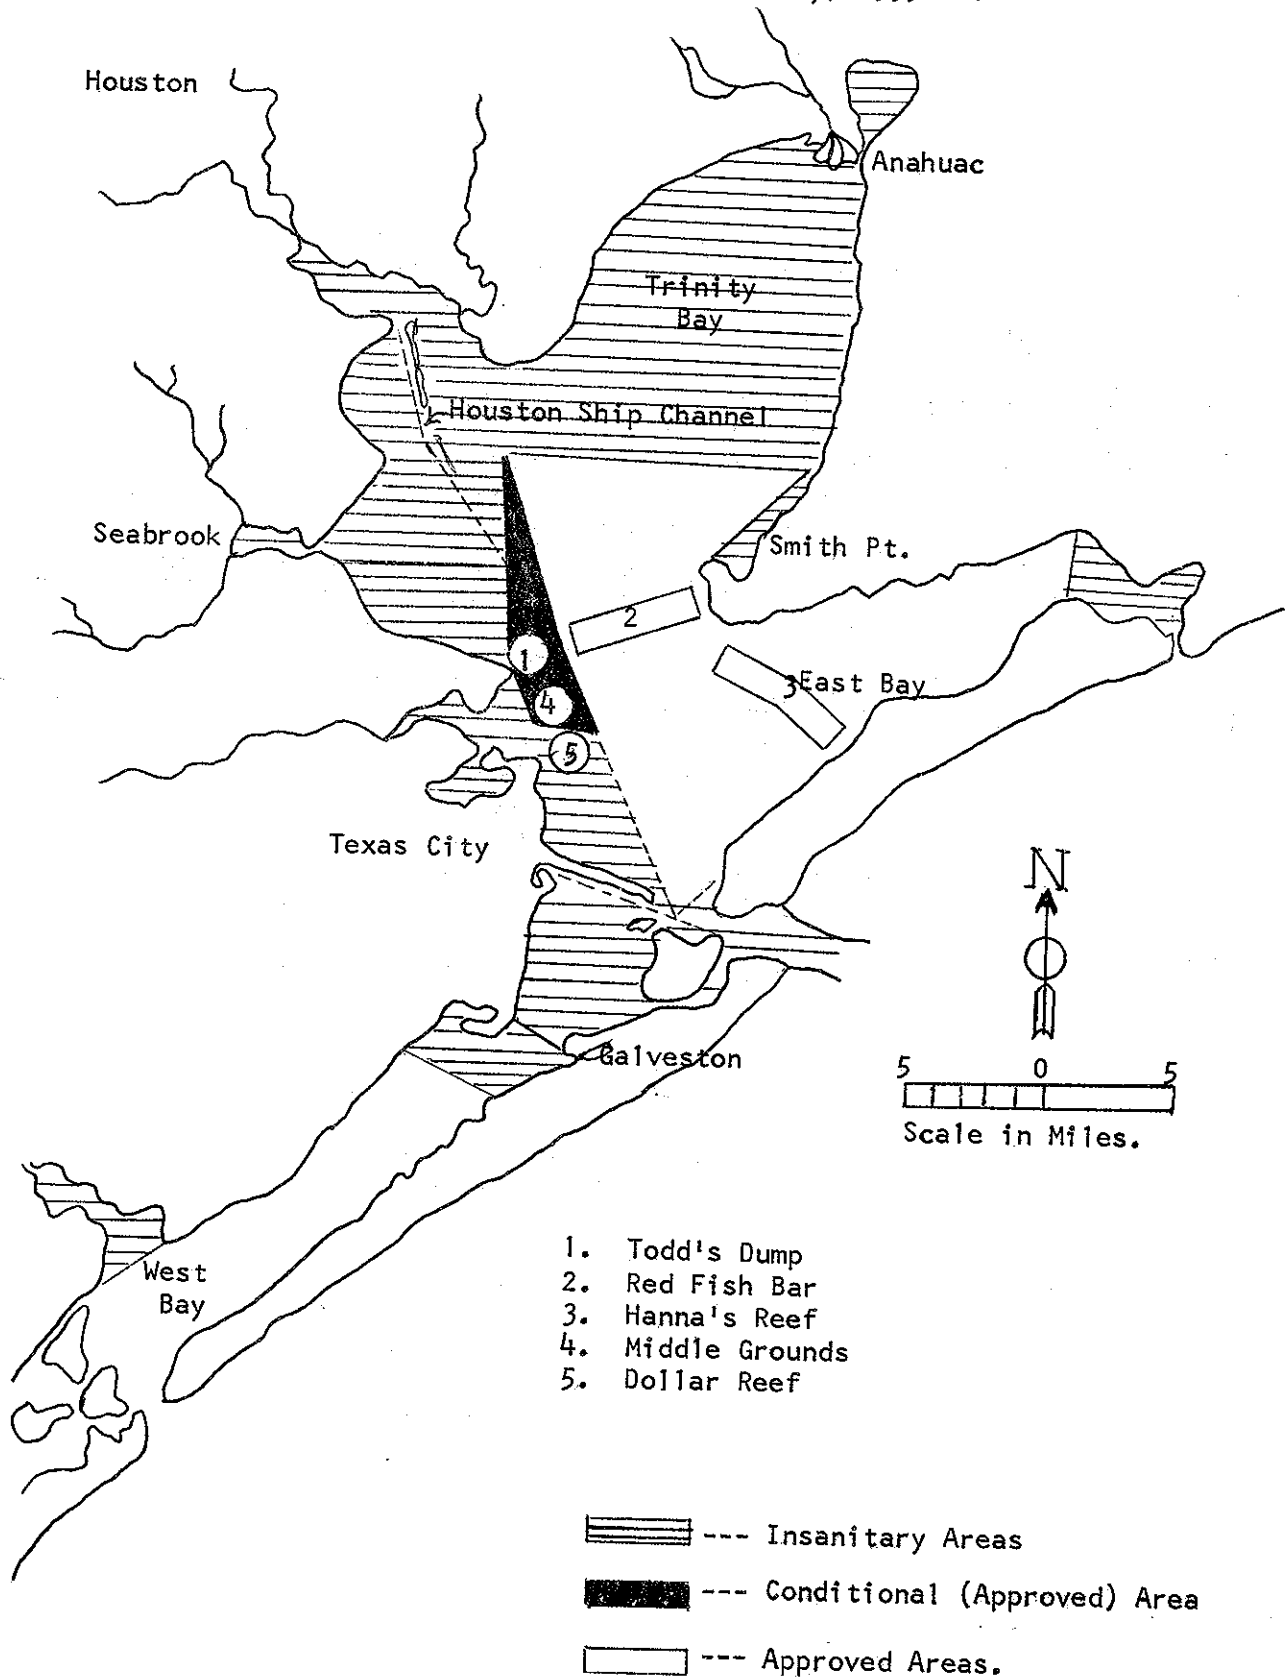 Houston
Anahuac
Trinity
Bay
Houston Ship Channel
Seabrook
Smith Pt.
2
1
3East Bay
4
5
Texas City
N
Galveston
5 0 5
Scale in Miles.
West
Bay
1. Todd's Dump
2. Red Fish Bar
3. Hanna's Reef
4. Middle Grounds
5. Dollar Reef
--- Insanitary Areas
--- Conditional (Approved) Area
--- Approved Areas.